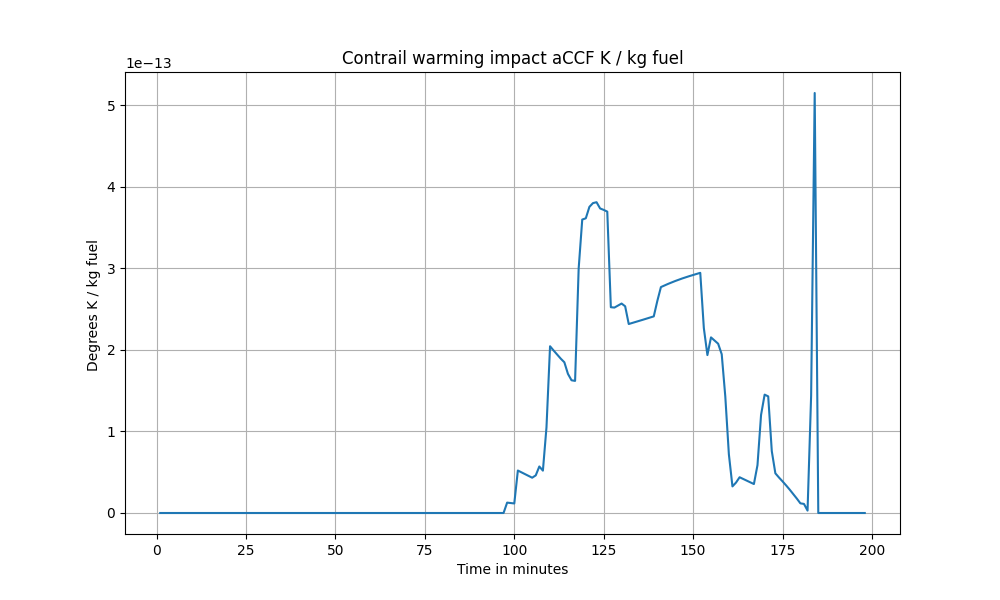 Contrail warming impact aCCF K / kg fuel
1e−13
5
4
3
2
1
0
Degrees K / kg fuel
0 25 50 75 100 125 150 175 200
Time in minutes